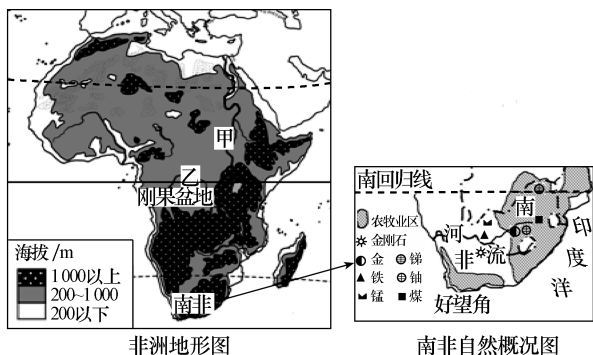 甲
乙
刚果盆地
海拔/m
1 000以上
200~1 000
200以下
南非
非洲地形图
南回归线
农牧业区
金刚石
金
锑
铁
铀
锰
煤
南
非
河
流
印
度
洋
好望角
南非自然概况图